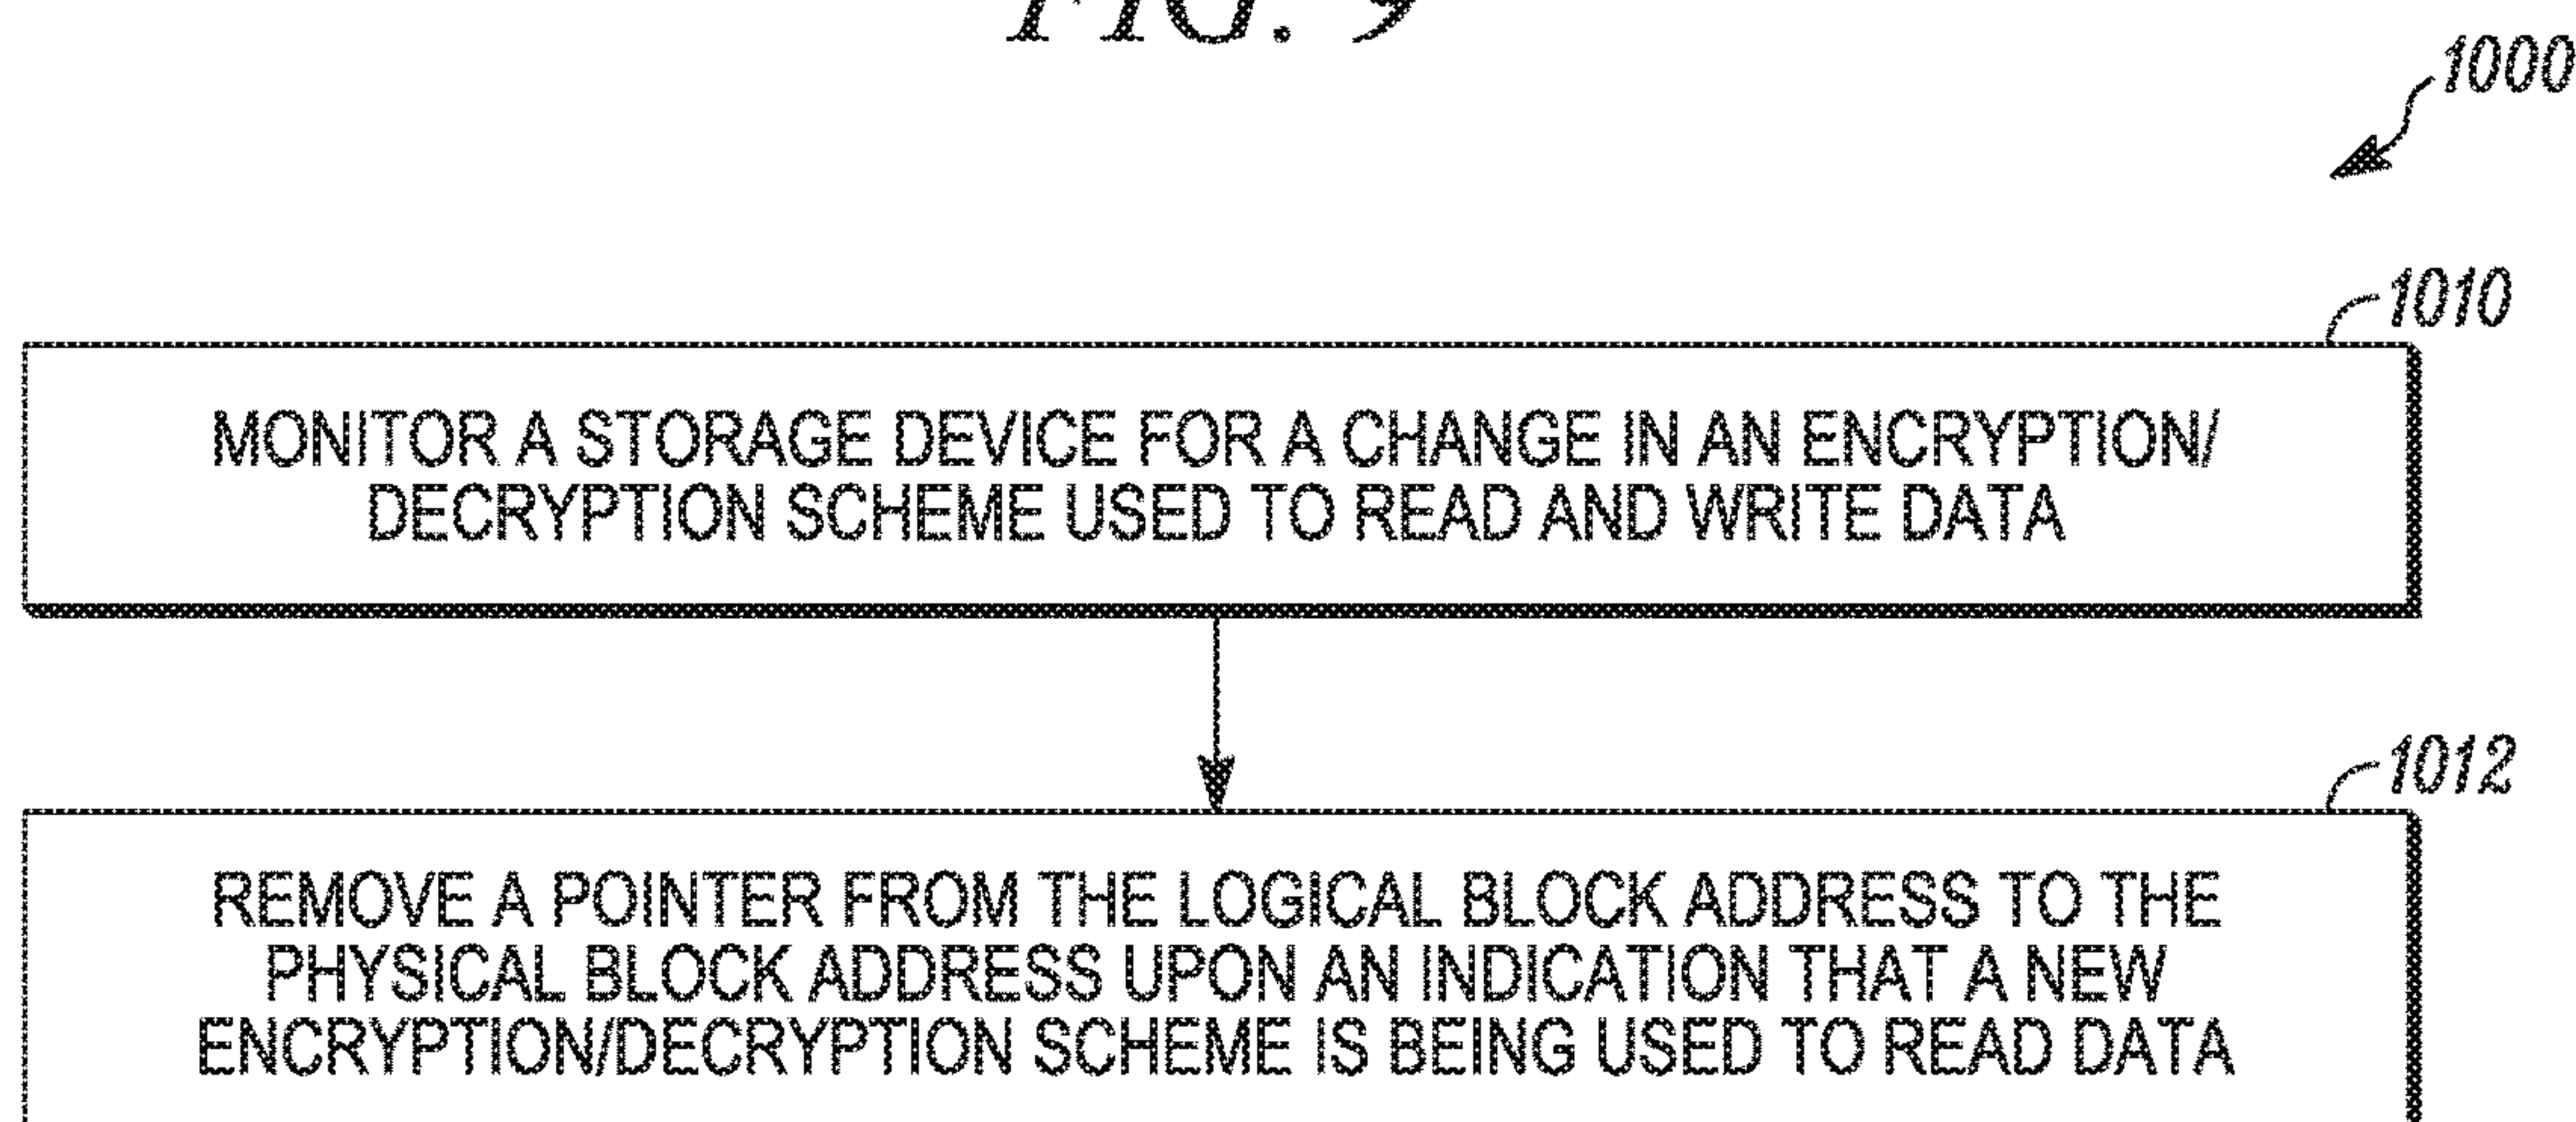 FIG. 9
1000
1010
MONITOR A STORAGE DEVICE FOR A CHANGE IN AN ENCRYPTION/
DECRYPTION SCHEME USED TO READ AND WRITE DATA
1012
REMOVE A POINTER FROM THE LOGICAL BLOCK ADDRESS TO THE
PHYSICAL BLOCK ADDRESS UPON AN INDICATION THAT A NEW
ENCRYPTION/DECRYPTION SCHEME IS BEING USED TO READ DATA